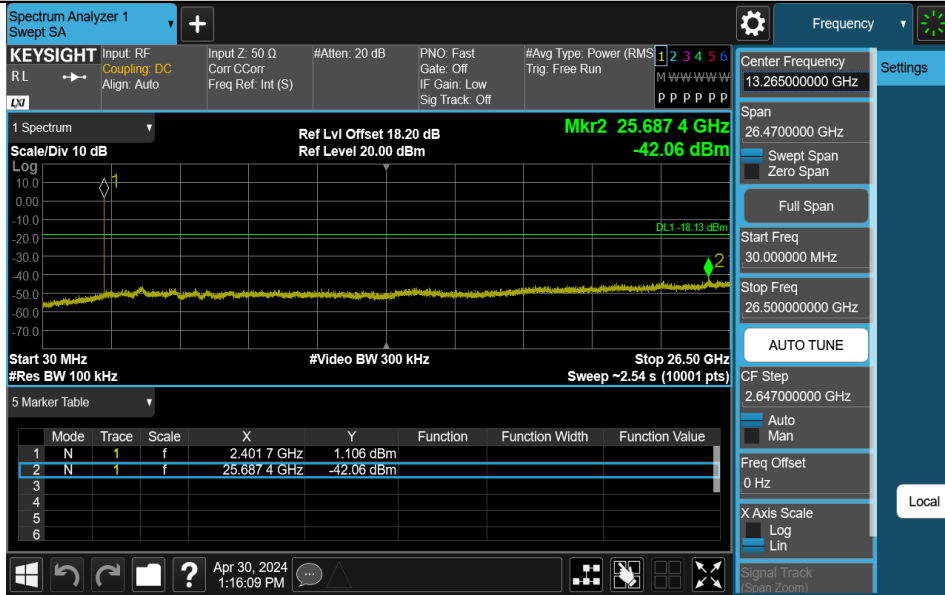 Spectrum Analyzer 1
Swept SA
Frequency
KEYSIGHT
R L
LXI
Input: RF
Coupling: DC
Align: Auto
Input Z: 50 Ω
Corr CCorr
Freq Ref: Int (S)
#Atten: 20 dB
PNO: Fast
Gate: Off
IF Gain: Low
Sig Track: Off
#Avg Type: Power (RMS
Trig: Free Run
1 2 3 4 5 6
M W W W W W
P P P P P P
1 Spectrum
Scale/Div 10 dB
Ref Lvl Offset 18.20 dB
Ref Level 20.00 dBm
Mkr2 25.687 4 GHz
-42.06 dBm
Log
10.0
0.00
-10.0
-20.0
-30.0
-40.0
-50.0
-60.0
-70.0
1
2
DL1 -18.13 dBm
Start 30 MHz
#Video BW 300 kHz
Stop 26.50 GHz
#Res BW 100 kHz
Sweep ~2.54 s (10001 pts)
5 Marker Table
Mode Trace Scale X Y Function Function Width Function Value
1 N 1 f 2.401 7 GHz 1.106 dBm
2 N 1 f 25.687 4 GHz -42.06 dBm
3
4
5
6
?
Apr 30, 2024
1:16:09 PM
Center Frequency
13.265000000 GHz
Span
26.4700000 GHz
Swept Span
Zero Span
Full Span
Start Freq
30.000000 MHz
Stop Freq
26.500000000 GHz
AUTO TUNE
CF Step
2.647000000 GHz
Auto
Man
Freq Offset
0 Hz
X Axis Scale
Log
Lin
Signal Track
(Span Zoom)
Settings
Local